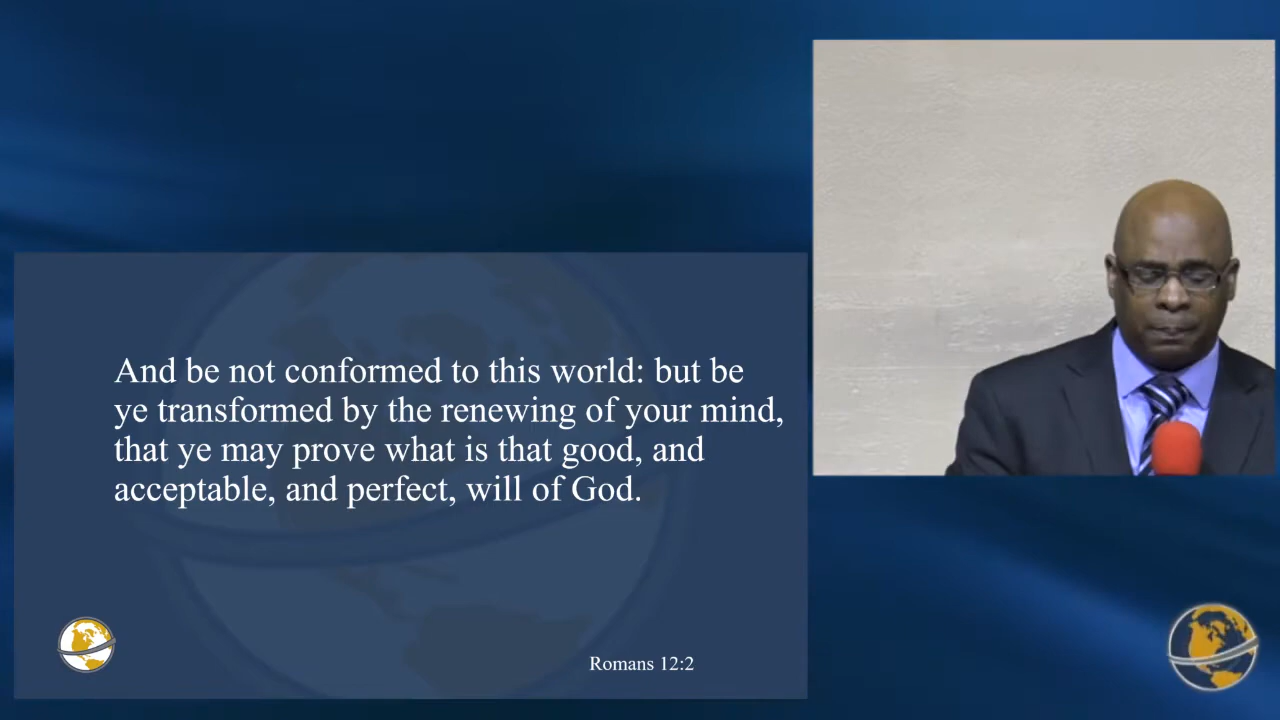 And be not conformed to this world: but be
ye transformed by the renewing of your mind,
that ye may prove what is that good, and
acceptable, and perfect, will of God.
Romans 12:2